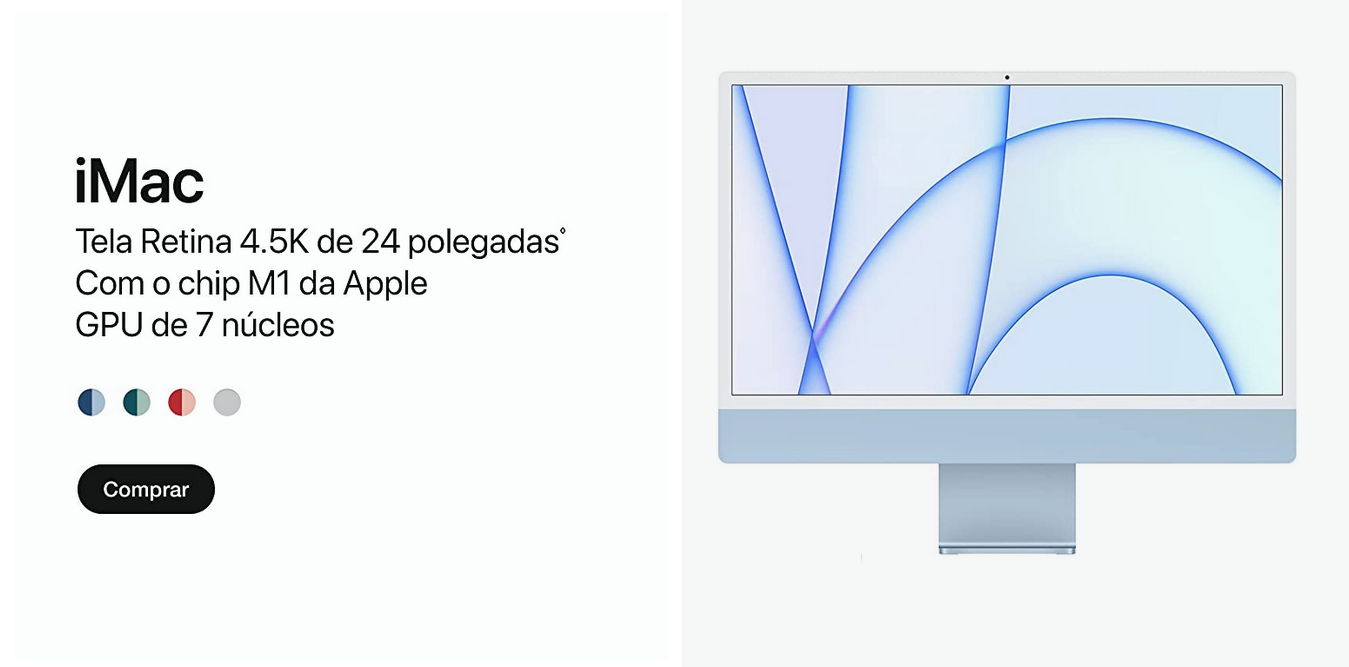 iMac
Tela Retina 4.5K de 24 polegadas◊
Com o chip M1 da Apple
GPU de 7 núcleos
Comprar